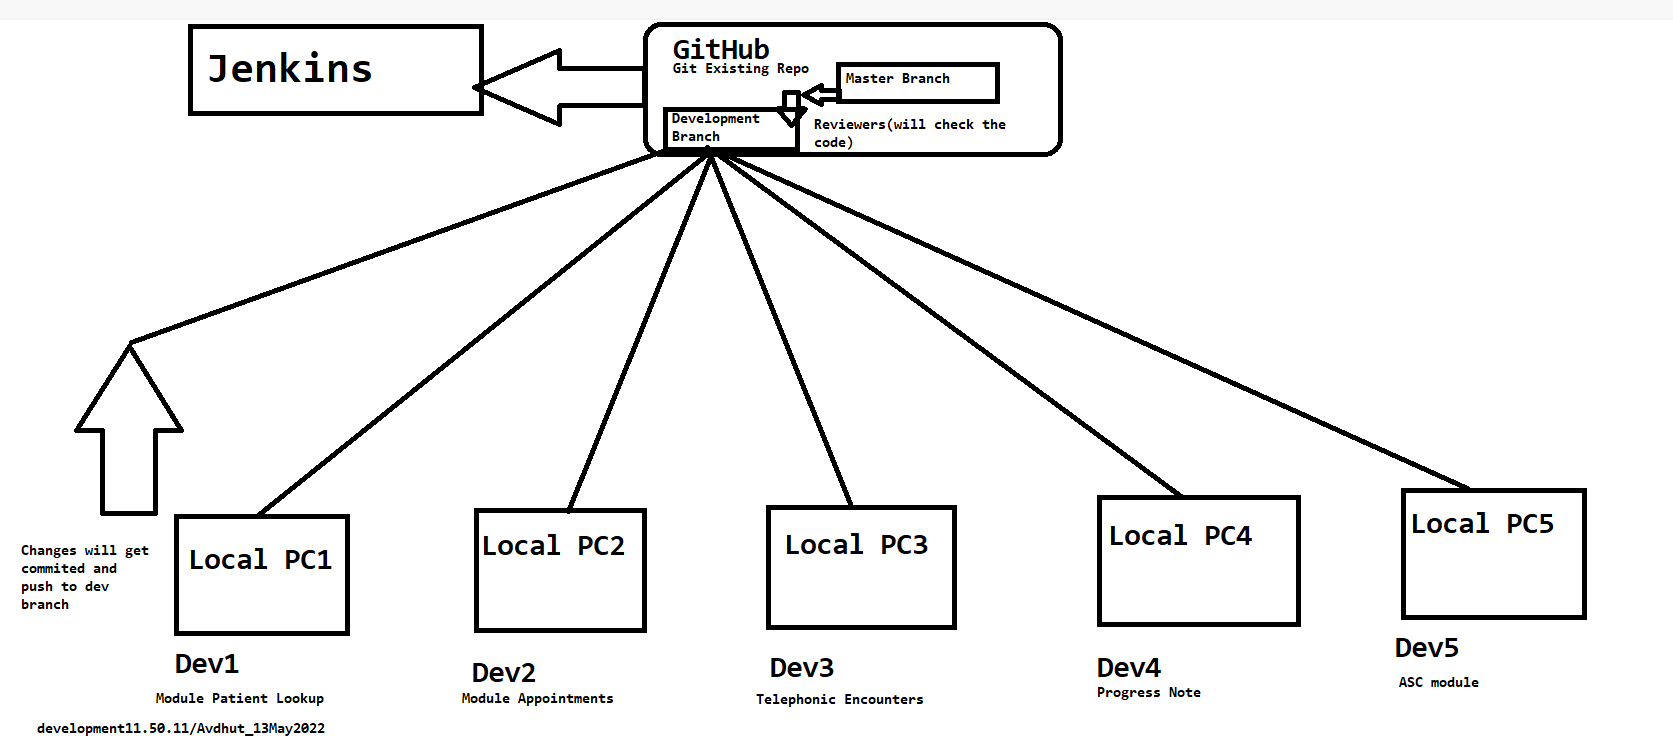 Jenkins
GitHub
Git Existing Repo
Master Branch
Development
Branch
Reviewers(will check the
code)
Changes will get
commited and
push to dev
branch
Local PC1
Local PC2
Local PC3
Local PC4
Local PC5
Dev1
Module Patient Lookup
Dev2
Module Appointments
Dev3
Telephonic Encounters
Dev4
Progress Note
Dev5
ASC module
development11.50.11/Avdhut_13May2022